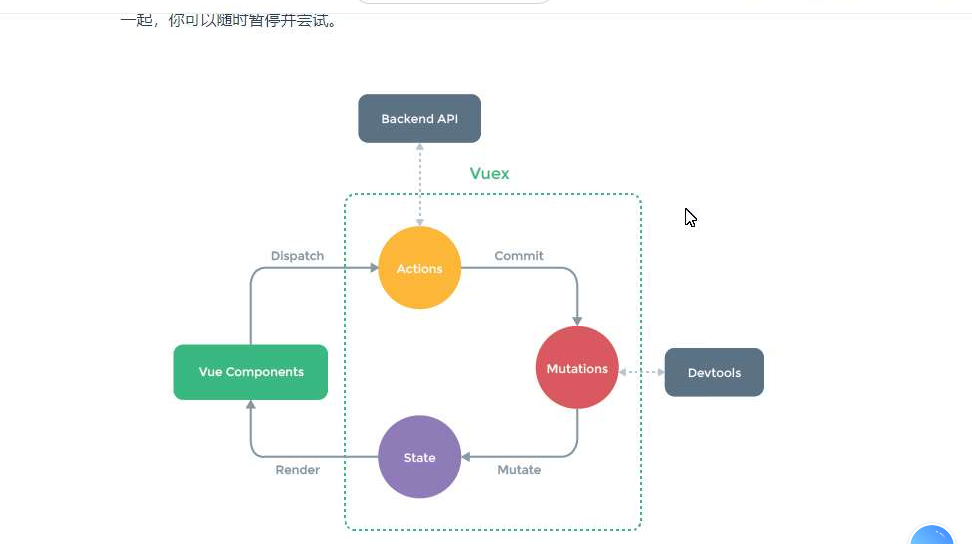 一起，你可以随时暂停并尝试。
Backend API
Vuex
Dispatch
Actions
Commit
Vue Components
Mutations
Devtools
Render
State
Mutate